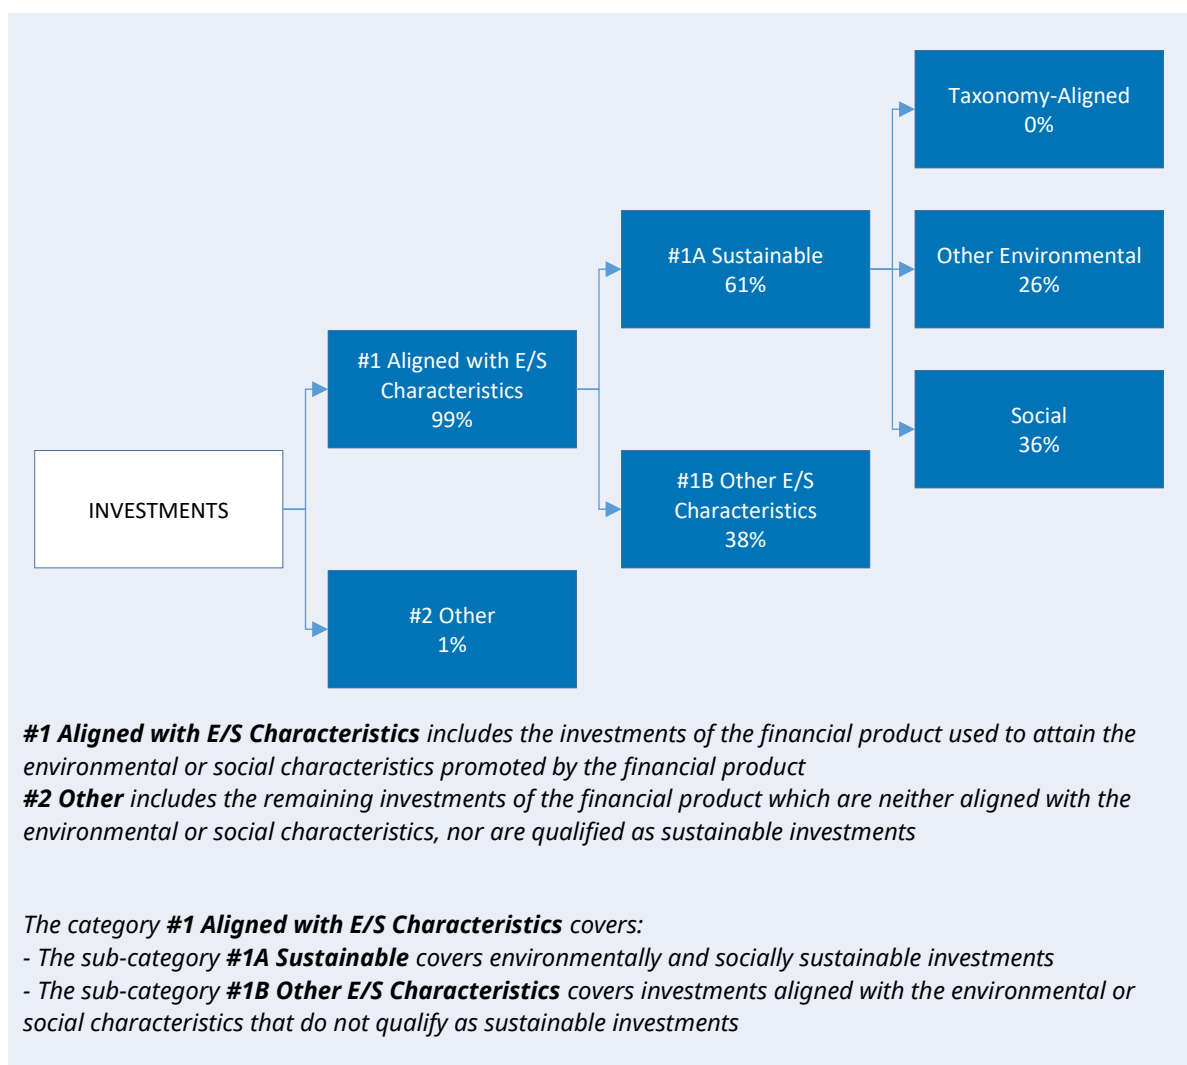 Taxonomy-Aligned
0%
#1A Sustainable
61%
Other Environmental
26%
#1 Aligned with E/S
Characteristics
99%
Social
36%
#1B Other E/S
Characteristics
38%
INVESTMENTS
#2 Other
1%
#1 Aligned with E/S Characteristics includes the investments of the financial product used to attain the
environmental or social characteristics promoted by the financial product
#2 Other includes the remaining investments of the financial product which are neither aligned with the
environmental or social characteristics, nor are qualified as sustainable investments
The category #1 Aligned with E/S Characteristics covers:
- The sub-category #1A Sustainable covers environmentally and socially sustainable investments
- The sub-category #1B Other E/S Characteristics covers investments aligned with the environmental or
social characteristics that do not qualify as sustainable investments